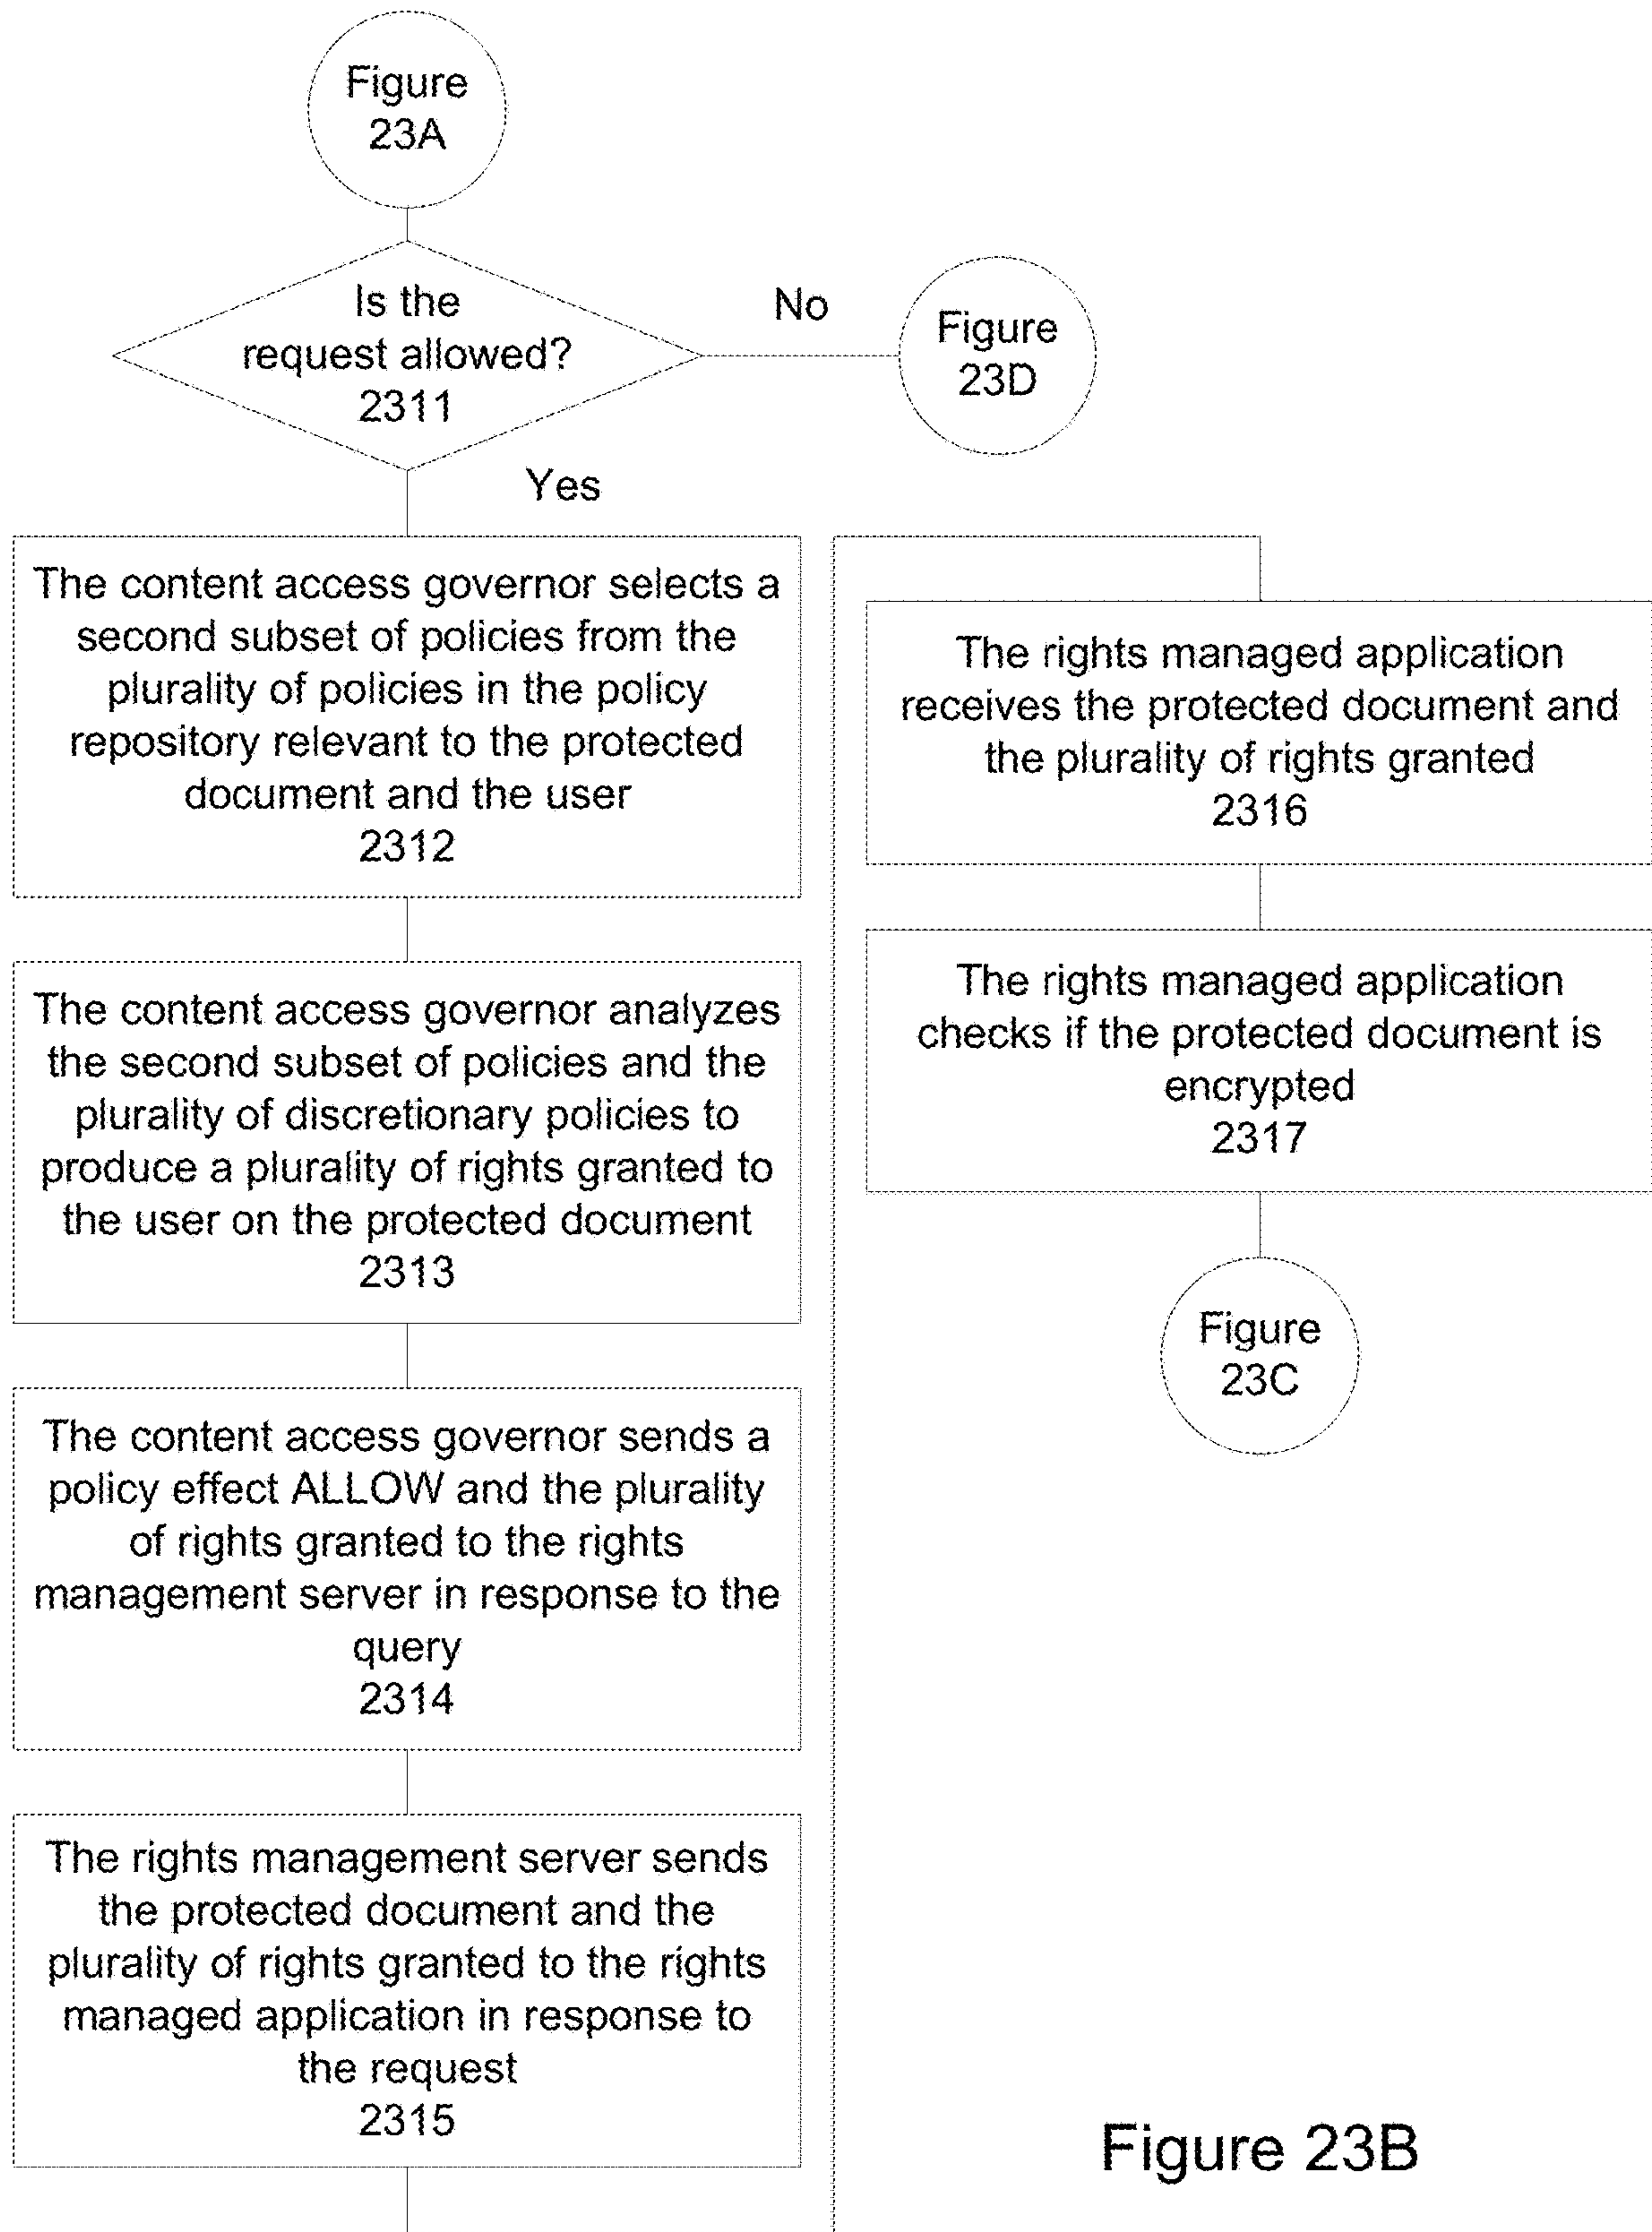 Figure
23A
Is the
request allowed?
2311
No
Figure
23D
Yes
The content access governor selects a
second subset of policies from the
plurality of policies in the policy
repository relevant to the protected
document and the user
2312
The content access governor analyzes
the second subset of policies and the
plurality of discretionary policies to
produce a plurality of rights granted to
the user on the protected document
2313
The content access governor sends a
policy effect ALLOW and the plurality
of rights granted to the rights
management server in response to the
query
2314
The rights management server sends
the protected document and the
plurality of rights granted to the rights
managed application in response to
the request
2315
The rights managed application
receives the protected document and
the plurality of rights granted
2316
The rights managed application
checks if the protected document is
encrypted
2317
Figure
23C
Figure 23B